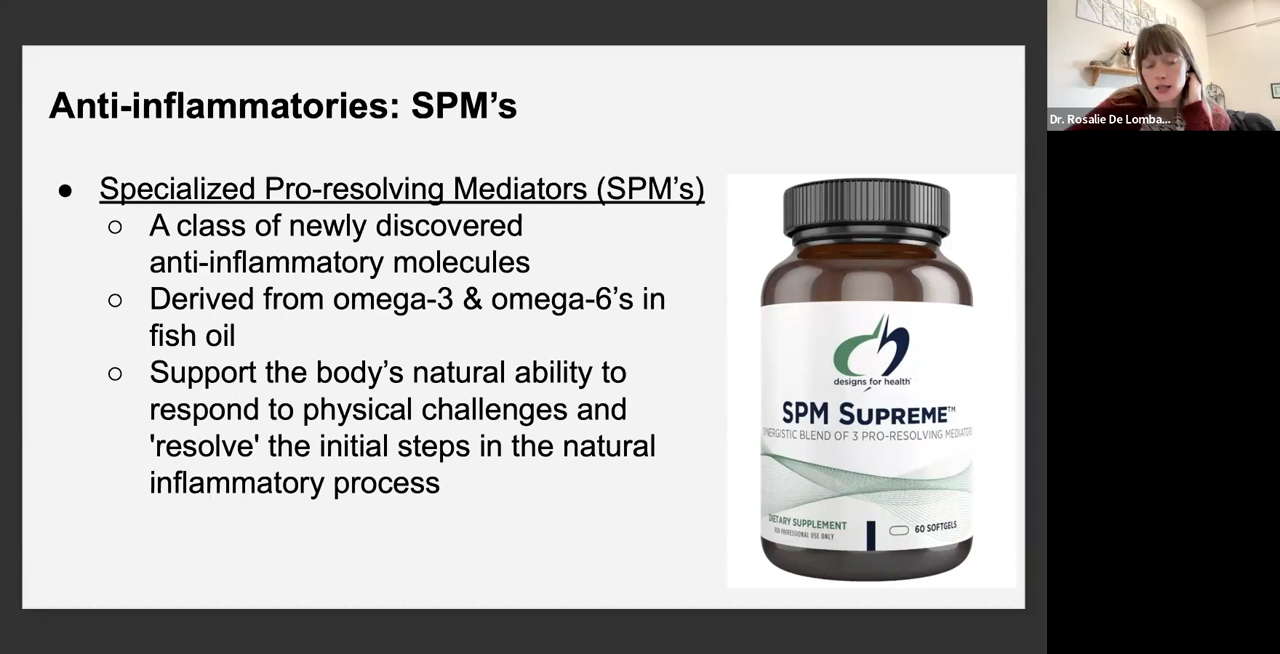 Anti-inflammatories: SPM's
● Specialized Pro-resolving Mediators (SPM's)
○ A class of newly discovered
anti-inflammatory molecules
○ Derived from omega-3 & omega-6's in
fish oil
○ Support the body's natural ability to
respond to physical challenges and
'resolve' the initial steps in the natural
inflammatory process
designs for health
SPM SUPREME™
SYNERGISTIC BLEND OF 3 PRO-RESOLVING MEDIATORS
DIETARY SUPPLEMENT
FOR PROFESSIONAL USE ONLY
60 SOFTGELS
Dr. Rosalie De Lomba...